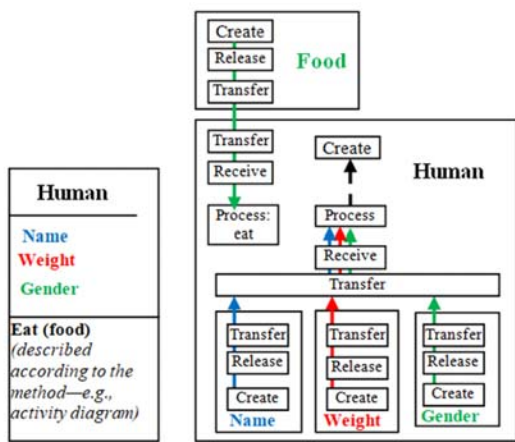 Human
Name
Weight
Gender
Eat (food)
(described
according to the
method—e.g.,
activity diagram)
Create
Release
Transfer
Food
Transfer
Receive
Process:
eat
Create
Human
Process
Receive
Transfer
Transfer
Release
Create
Name
Transfer
Release
Create
Weight
Transfer
Release
Create
Gender